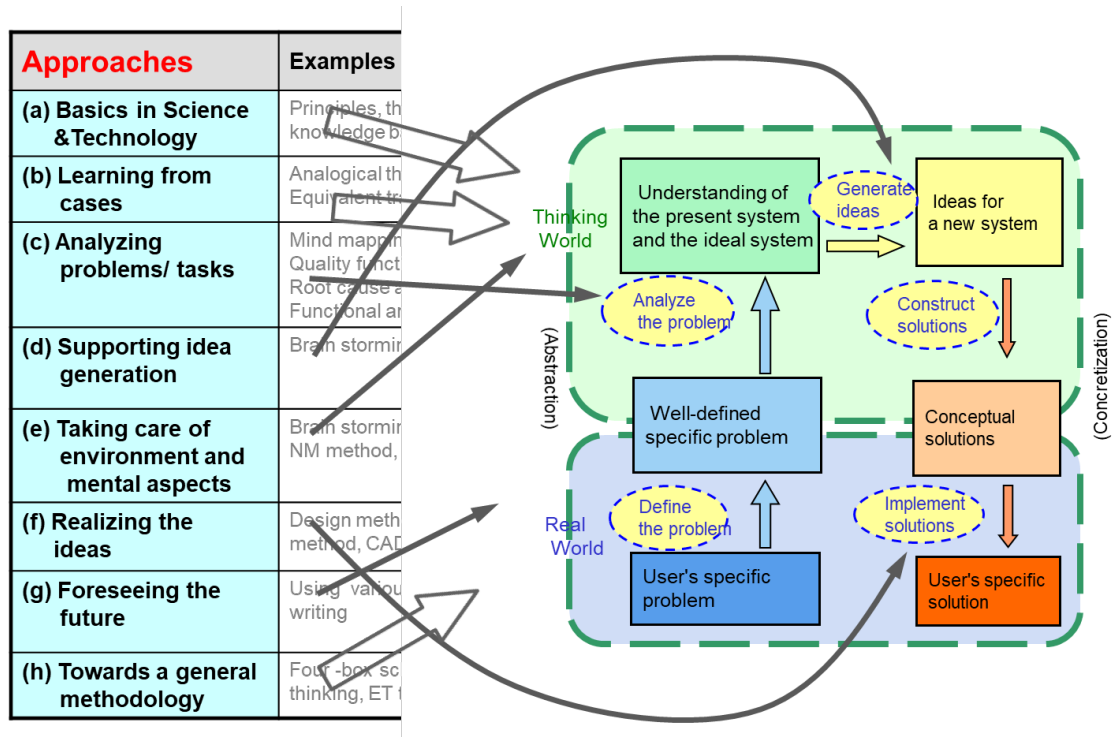 Approaches
Examples
(a) Basics in Science
&Technology
Principles, th
knowledge b
(b) Learning from
cases
Analogical th
Equivalent tr
(c) Analyzing
problems/ tasks
Mind mappin
Quality funct
Root cause a
Functional an
(d) Supporting idea
generation
Brain stormin
(e) Taking care of
environment and
mental aspects
Brain stormin
NM method,
(f) Realizing the
ideas
Design meth
method, CAD
(g) Foreseeing the
future
Using variou
writing
(h) Towards a general
methodology
Four -box sc
thinking, ET t
Thinking
World
(Abstraction)
Understanding of
the present system
and the ideal system
Generate
ideas
Ideas for
a new system
Analyze
the problem
Construct
solutions
(Concretization)
Well-defined
specific problem
Conceptual
solutions
Real
World
Define
the problem
Implement
solutions
User's specific
problem
User's specific
solution